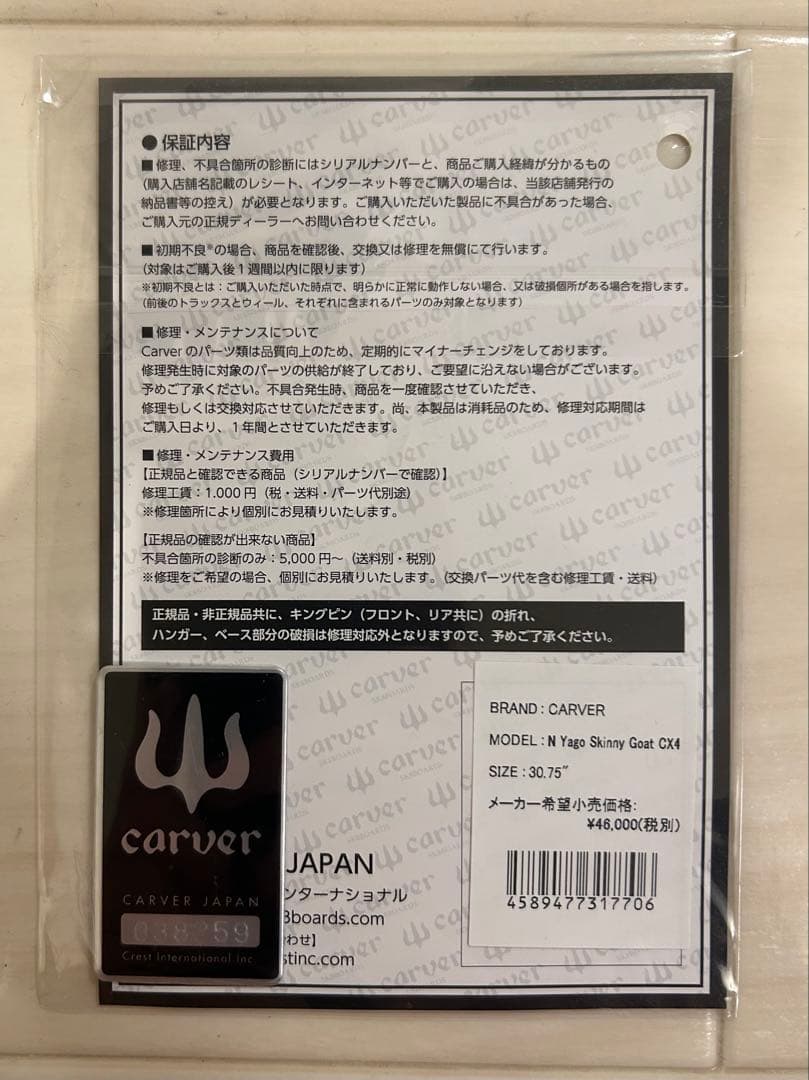 ● 保証内容
■ 修理、不具合箇所の診断にはシリアルナンバーと、商品ご購入経緯が分かるもの
（購入店舗名記載のレシート、インターネット等でご購入の場合は、当該店舗発行の
納品書等の控え）が必要となります。ご購入いただいた製品に不具合があった場合、
ご購入元の正規ディーラーへお問い合わせください。
■ 初期不良※の場合、商品を確認後、交換又は修理を無償にて行います。
（対象はご購入後１週間以内に限ります）
※初期不良とは：ご購入いただいた時点で、明らかに正常に動作しない場合、又は破損個所がある場合を指します。
（前後のトラックスとウィール、それぞれに含まれるパーツのみ対象となります）
■ 修理・メンテナンスについて
Carver のパーツ類は品質向上のため、定期的にマイナーチェンジをしております。
修理発生時に対象のパーツの供給が終了しており、ご要望に沿えない場合がございます。
予めご了承ください。不具合発生時、商品を一度確認させていただき、
修理もしくは交換対応させていただきます。尚、本製品は消耗品のため、修理対応期間は
ご購入日より、１年間とさせていただきます。
■ 修理・メンテナンス費用
【正規品と確認できる商品（シリアルナンバーで確認）】
修理工賃：1.000 円（税・送料・パーツ代別途）
※修理箇所により個別にお見積りいたします。
【正規品の確認が出来ない商品】
不具合箇所の診断のみ：5,000 円～（送料別・税別）
※修理をご希望の場合、個別にお見積りいたします。（交換パーツ代を含む修理工賃・送料）
正規品・非正規品共に、キングピン（フロント、リア共に）の折れ、
ハンガー、ベース部分の破損は修理対応外となりますので、予めご了承ください。
carver
CARVER JAPAN
Crest International Inc
JAPAN
ンターナショナル
3boards.com
わせ】
stinc.com
BRAND : CARVER
MODEL : N Yago Skinny Goat CX4
SIZE : 30.75″
メーカー希望小売価格:
¥46,000(税別)
4589477317706